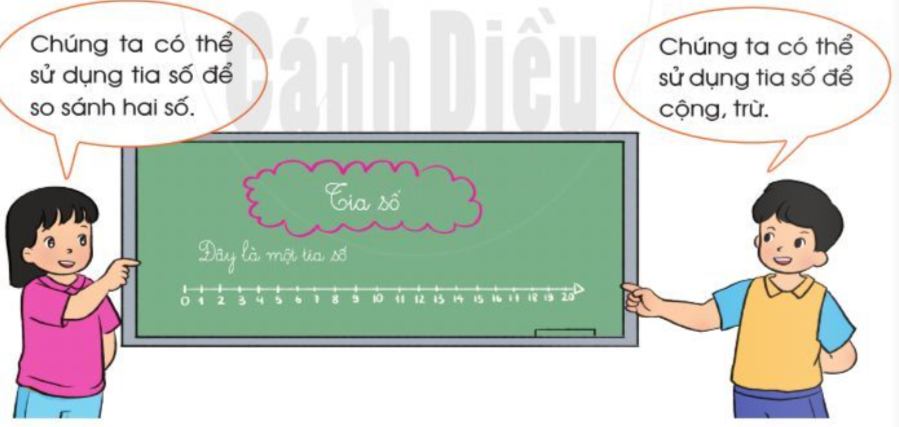 Cánh Diều
Chúng ta có thể
sử dụng tia số để
so sánh hai số.
Chúng ta có thể
sử dụng tia số để
cộng, trừ.
Tia số
Đây là một tia số
0 1 2 3 4 5 6 7 8 9 10 11 12 13 14 15 16 17 18 19 20